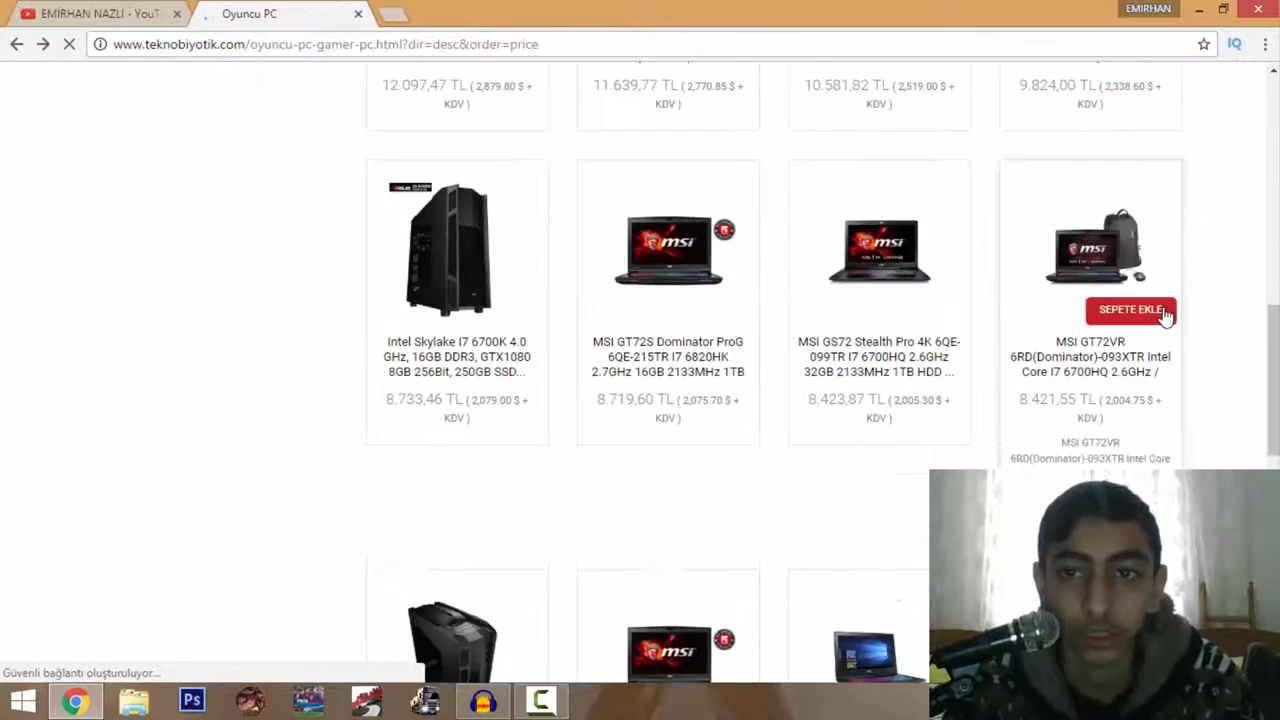 EMİRHAN NAZLİ - YouT
Oyuncu PC
EMIRHAN
www.teknobiyotik.com/oyuncu-pc-gamer-pc.html?dir=desc&order=price
12.097,47 TL ( 2,879.80 $ +
KDV )
11.639,77 TL ( 2,770.85 $ +
KDV )
10.581,82 TL ( 2,519.00 $ +
KDV )
9.824,00 TL ( 2,338.60 $ +
KDV )
Intel Skylake I7 6700K 4.0
GHz, 16GB DDR3, GTX1080
8GB 256Bit, 250GB SSD...
8.733,46 TL ( 2,079.00 $ +
KDV )
msi
MSI GT72S Dominator ProG
6QE-215TR I7 6820HK
2.7GHz 16GB 2133MHz 1TB
8.719,60 TL ( 2,075.70 $ +
KDV )
msi
MSI GS72 Stealth Pro 4K 6QE-
099TR I7 6700HQ 2.6GHz
32GB 2133MHz 1TB HDD ...
8.423,87 TL ( 2,005.30 $ +
KDV )
msi
SEPETE EKLE
MSI GT72VR
6RD(Dominator)-093XTR Intel
Core I7 6700HQ 2.6GHz /
8.421,55 TL ( 2,004.75 $ +
KDV )
MSI GT72VR
6RD(Dominator)-093XTR Intel Core
msi
Güvenli bağlantı oluşturuluyor...
Ps